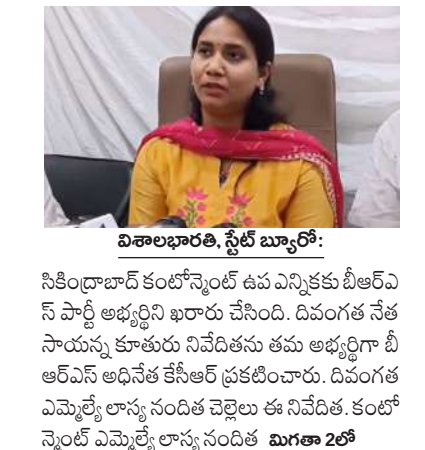 విశాలభారతి, స్టేట్ బ్యూరో:
సికింద్రాబాద్ కంటోన్మెంట్ ఉప ఎన్నికకు బీఆర్ఎ
స్ పార్టీ అభ్యర్థిని ఖరారు చేసింది. దివంగత నేత
సాయన్న కూతురు నివేదితను తమ అభ్యర్థిగా బీ
ఆర్ఎస్ అధినేత కేసీఆర్ ప్రకటించారు. దివంగత
ఎమ్మెల్యే లాస్య నందిత చెల్లెలు ఈ నివేదిత. కంటో
న్మెంట్ ఎమ్మెల్యే లాస్య నందిత మిగతా 2లో